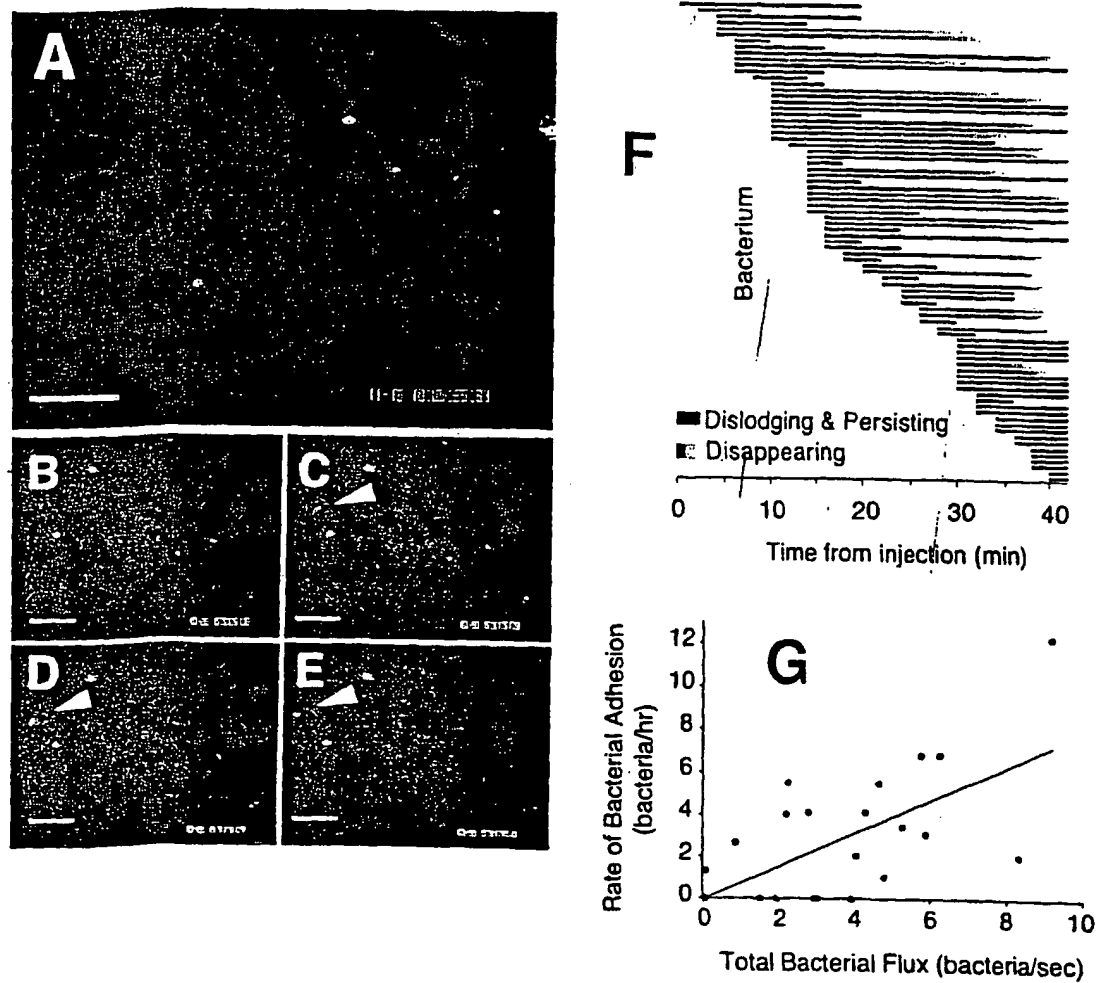 A
B
C
D
E
F
Bacterium
Dislodging & Persisting
Disappearing
0 10 20 30 40
Time from injection (min)
G
Rate of Bacterial Adhesion
(bacteria/hr)
12
10
8
6
4
2
0
0 2 4 6 8 10
Total Bacterial Flux (bacteria/sec)